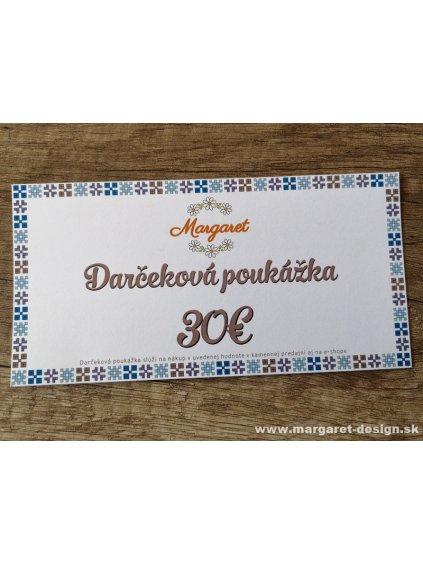 Margaret
Darčeková poukážka
30€
Darčeková poukážka slúži na nákup v uvedenej hodnote v kamennej predajni aj na e-shope
www.margaret-design.sk